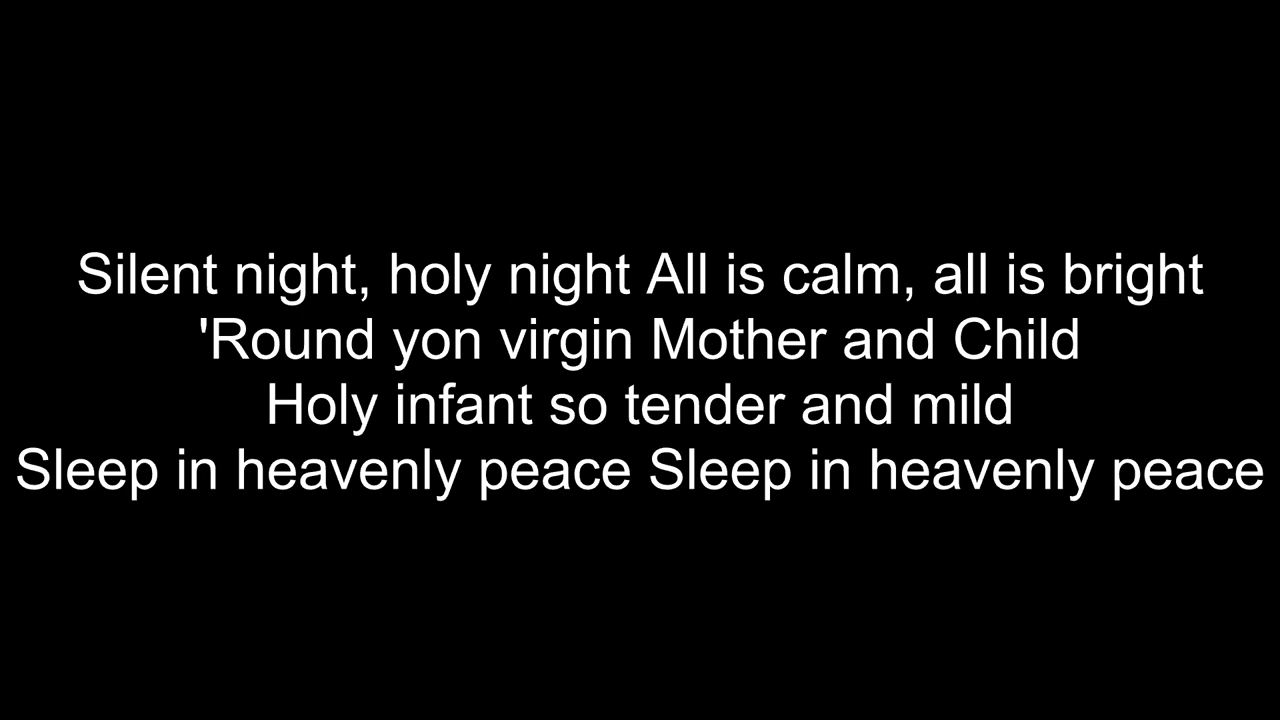 Silent night, holy night All is calm, all is bright
'Round yon virgin Mother and Child
Holy infant so tender and mild
Sleep in heavenly peace Sleep in heavenly peace